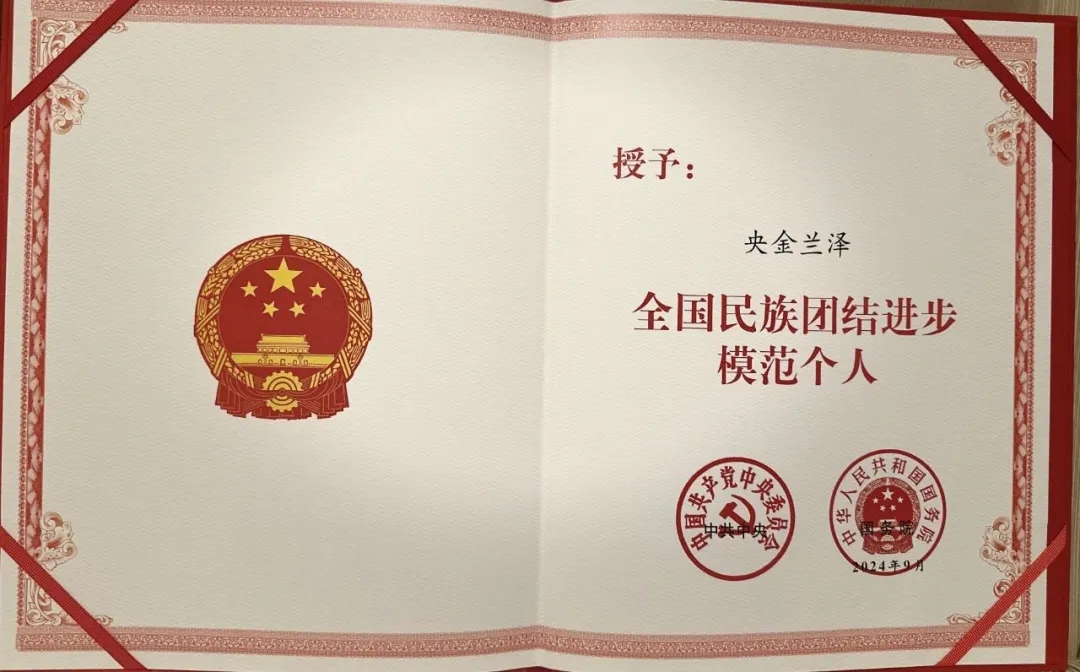 授予：
央金兰泽
全国民族团结进步
模范个人
中国共产党中央委员会
中共中央
中华人民共和国国务院
国务院
2024年9月